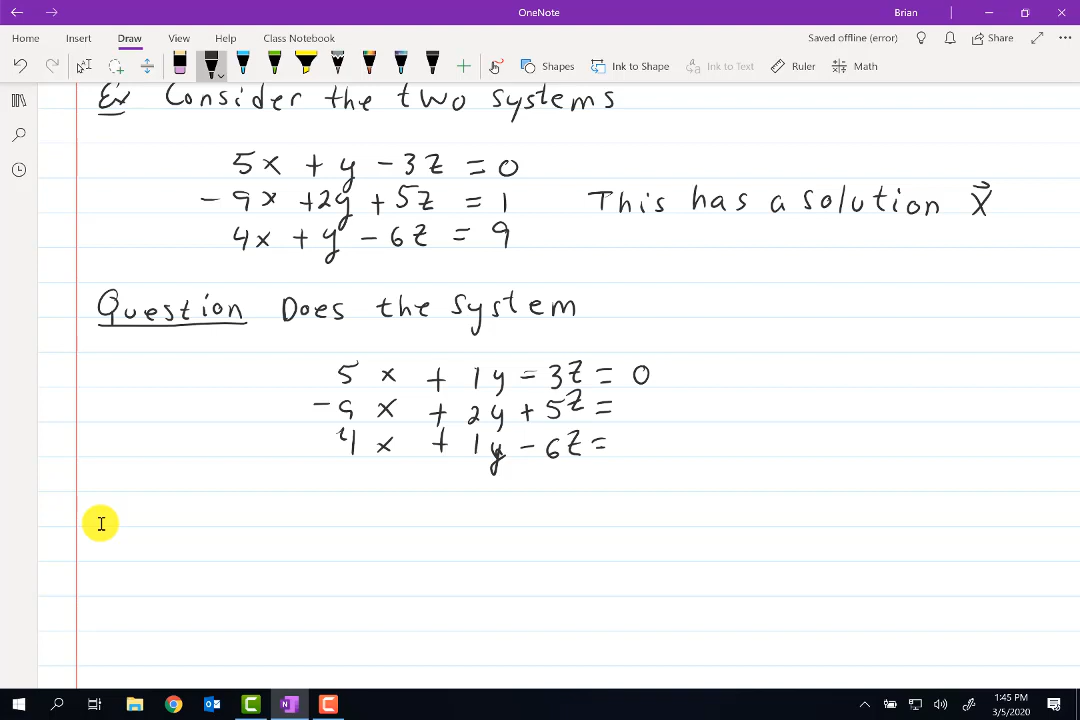 OneNote
Brian
Home Insert Draw View Help Class Notebook
Saved offline (error) Share
Shapes Ink to Shape Ink to Text Ruler Math
Ex Consider the two systems
5x + y - 3z = 0
- 9x + 2y + 5z = 1
This has a solution x⃗
4x + y - 6z = 9
Question Does the system
5 x + 1y - 3z = 0
- 9 x + 2y + 5z =
4 x + 1y - 6z =
1:45 PM
3/5/2020